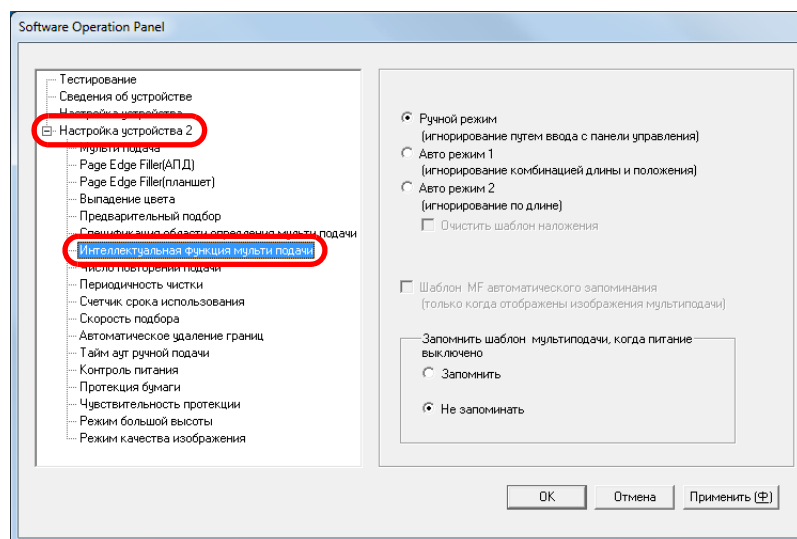 Software Operation Panel
Тестирование
Сведения об устройстве
Настройка устройства
Настройка устройства 2
Мульти подача
Page Edge Filler(АПД)
Page Edge Filler(планшет)
Выпадение цвета
Предварительный подбор
Спецификация области опредления мульти подачи
Интеллектуальная функция мульти подачи
Число повторений подачи
Периодичность чистки
Счетчик срока использования
Скорость подбора
Автоматическое удаление границ
Тайм аут ручной подачи
Контроль питания
Протекция бумаги
Чувствительность протекции
Режим большой высоты
Режим качества изображения
Ручной режим
(игнорирование путем ввода с панели управления)
Авто режим 1
(игнорирование комбинацией длины и положения)
Авто режим 2
(игнорирование по длине)
Очистить шаблон наложения
Шаблон MF автоматического запоминания
(только когда отображены изображения мультиподачи)
Запомнить шаблон мультиподачи, когда питание
выключено
Запомнить
Не запоминать
OK
Отмена
Применить (Ф)